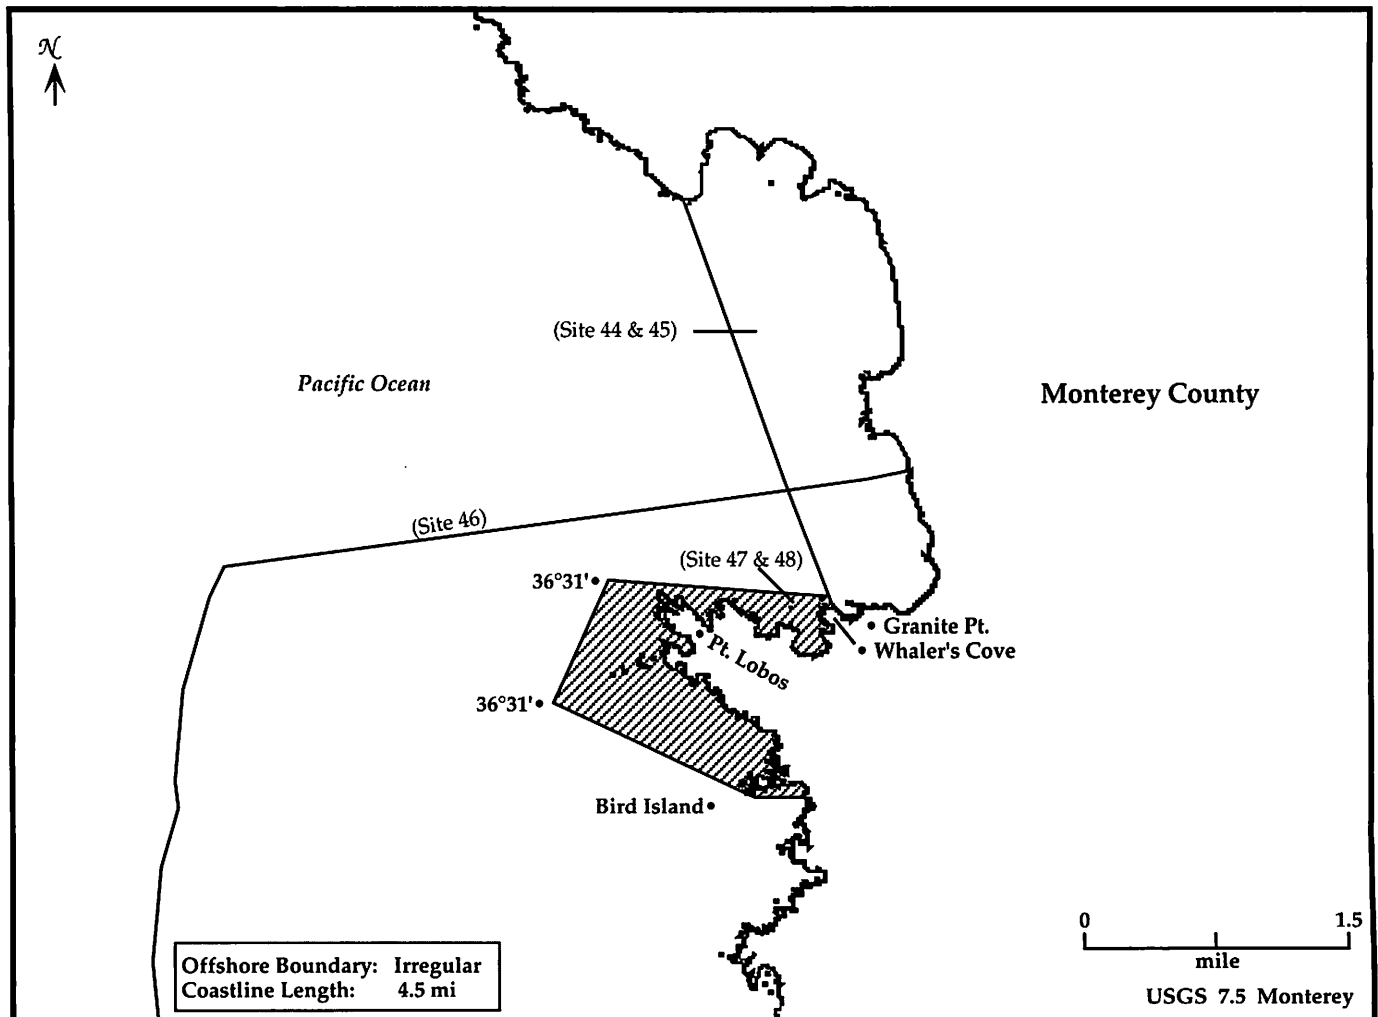 N
(Site 44 & 45)
Pacific Ocean
Monterey County
(Site 46)
(Site 47 & 48)
36°31'
Granite Pt.
Whaler's Cove
Pt. Lobos
36°31'
Bird Island
0 1.5
mile
Offshore Boundary: Irregular
Coastline Length: 4.5 mi
USGS 7.5 Monterey